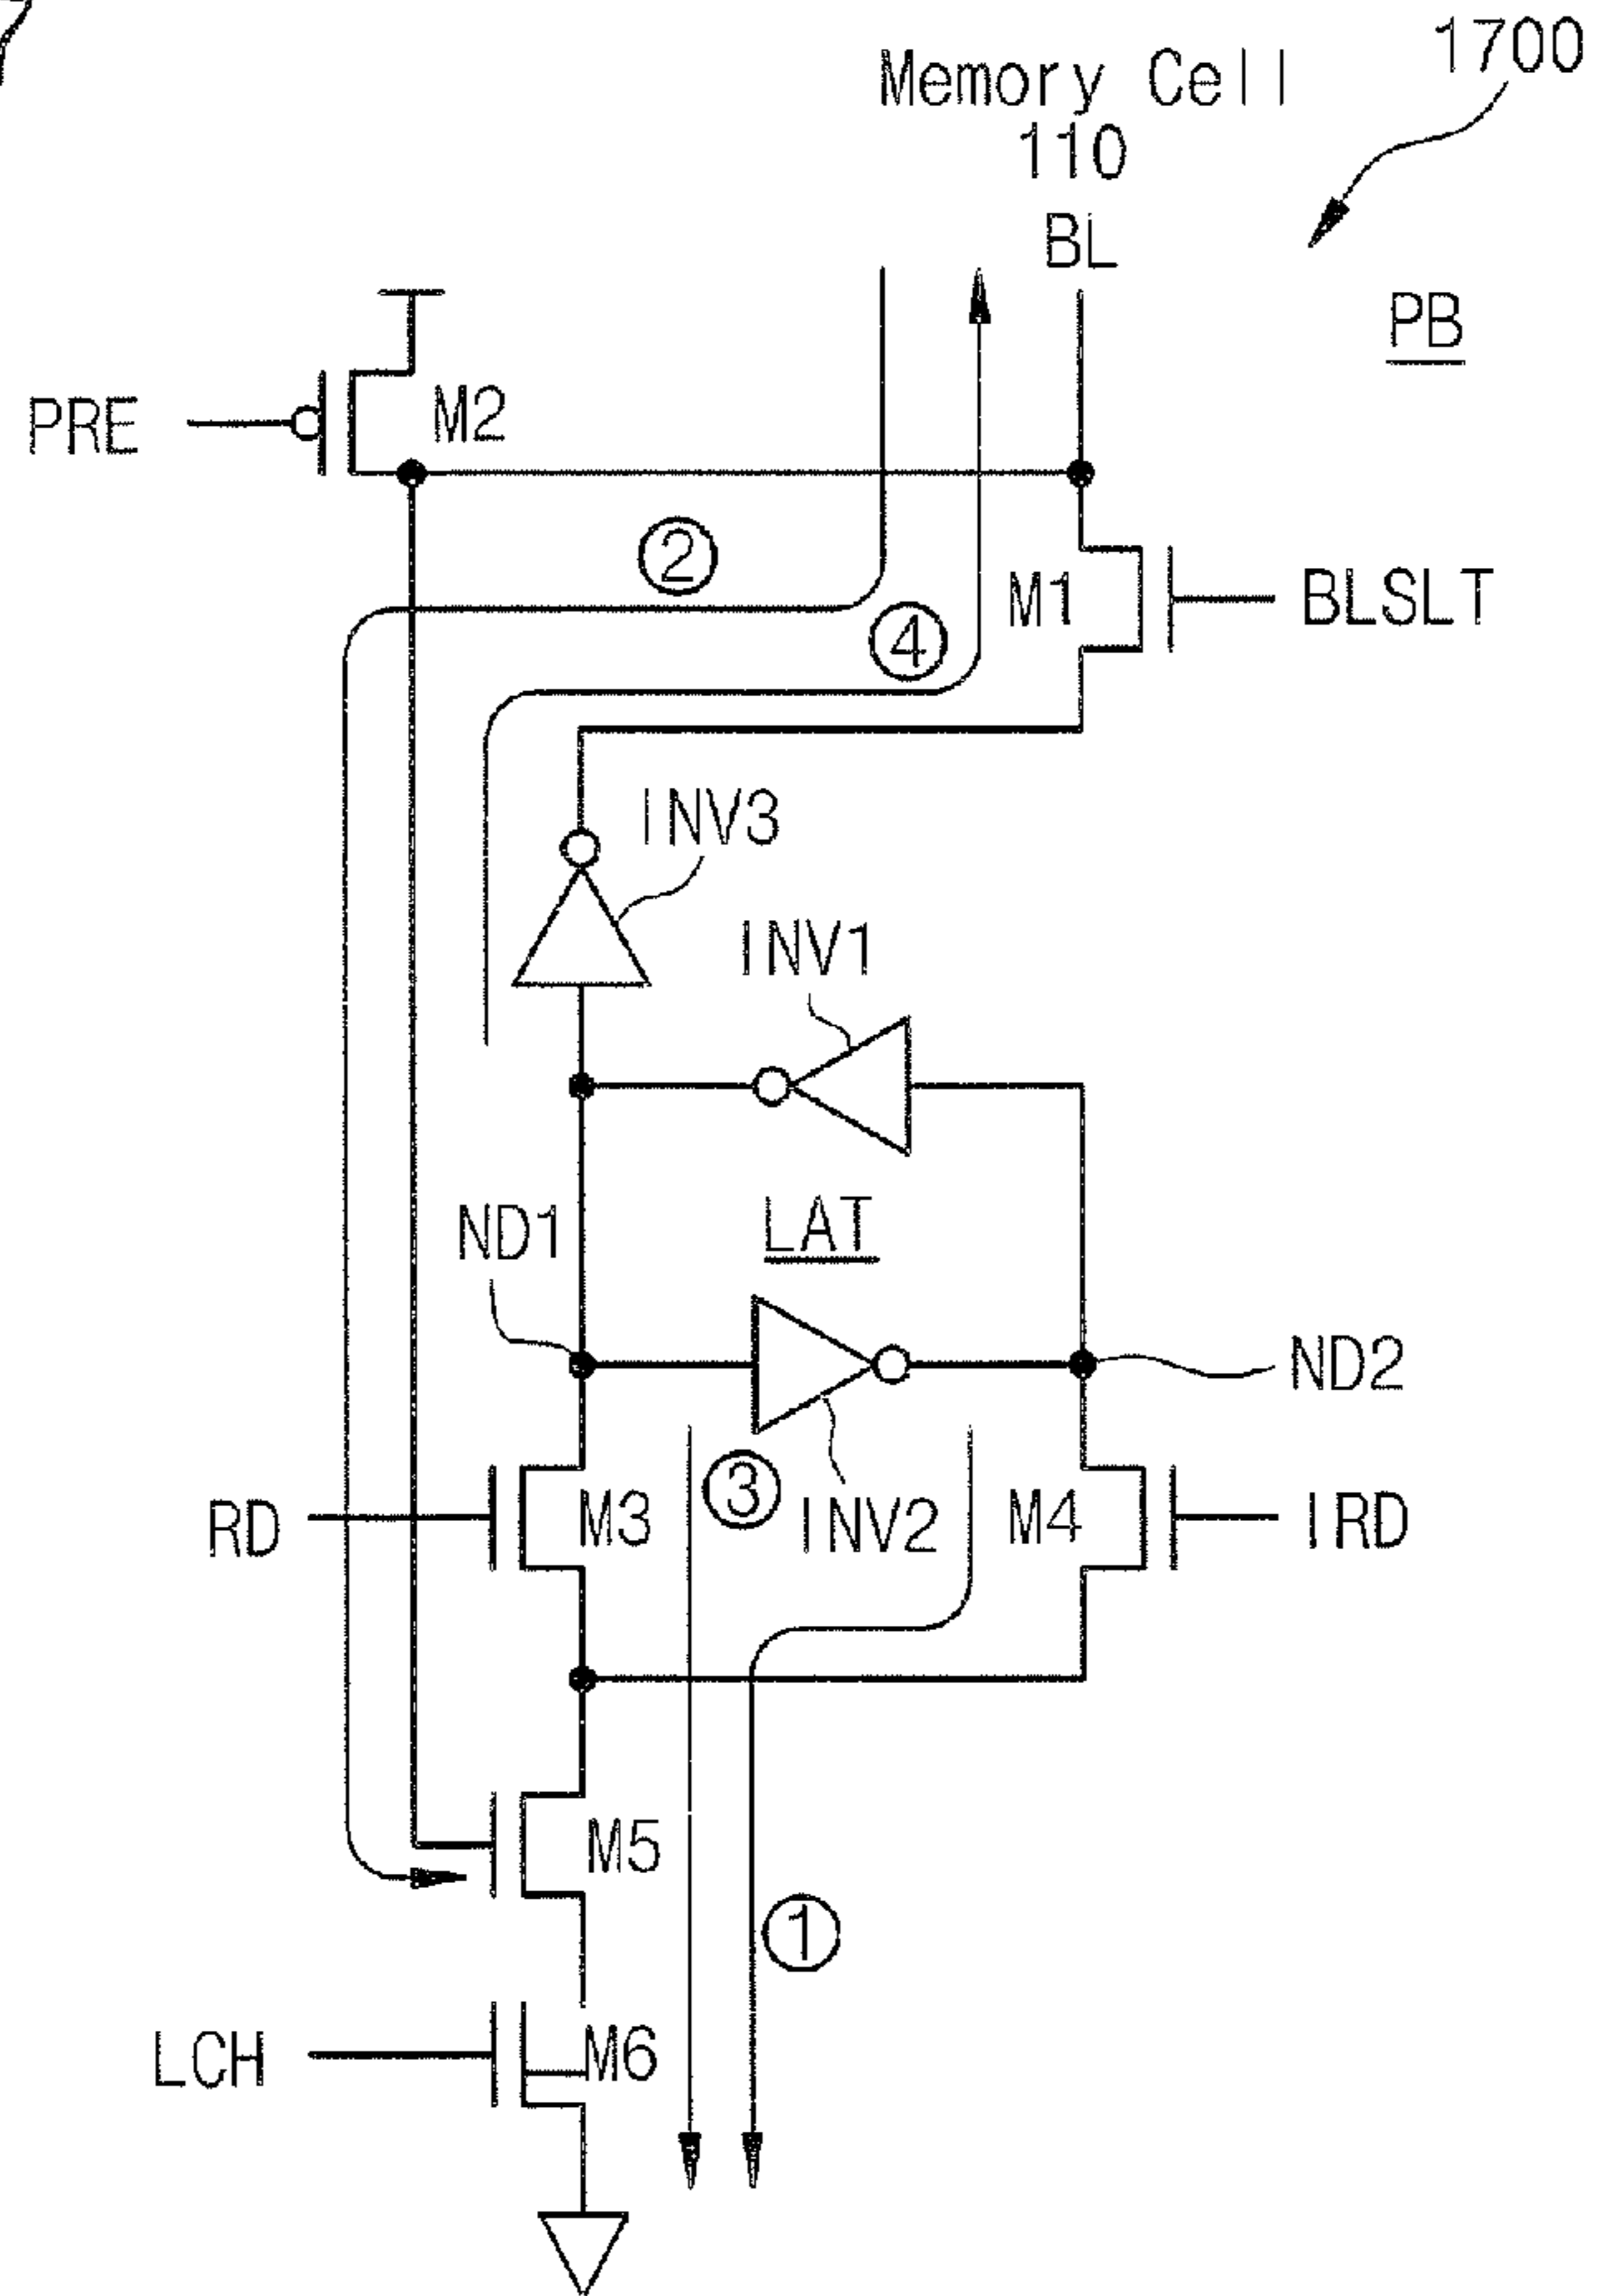 7
1700
Memory Cell
110
BL
PB
PRE
M2
②
M1
BLSLT
④
INV3
INV1
ND1
LAT
ND2
RD
M3
③
INV2
M4
IRD
M5
①
LCH
M6